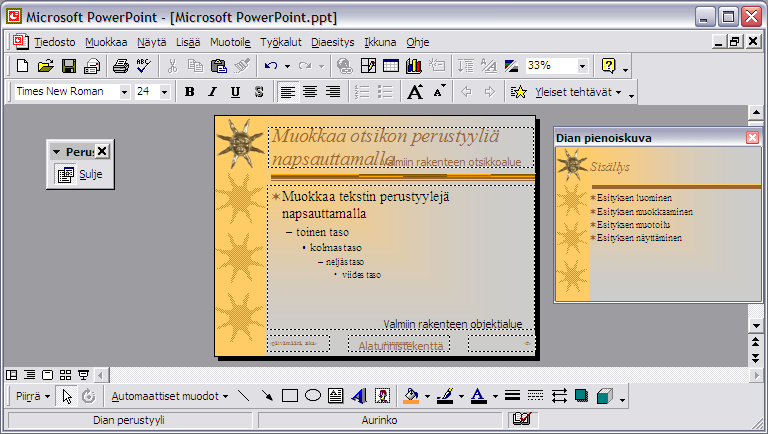 Microsoft PowerPoint - [Microsoft PowerPoint.ppt]
Tiedosto Muokkaa Näytä Lisää Muotoile Työkalut Diaesitys Ikkuna Ohje
33%
Times New Roman 24 B I U S A A Yleiset tehtävät
Perus
Sulje
Muokkaa otsikon perustyyliä
napsauttamalla
Valmiin rakenteen otsikkoalue
Muokkaa tekstin perustyylejä
napsauttamalla
– toinen taso
• kolmas taso
– neljäs taso
• viides taso
Valmiin rakenteen objektialue
Alatunnistekenttä
Dian pienoiskuva
Sisällys
Esityksen luominen
Esityksen muokkaaminen
Esityksen muotoilu
Esityksen näyttäminen
Piirrä Automaattiset muodot
Dian perustyyli Aurinko